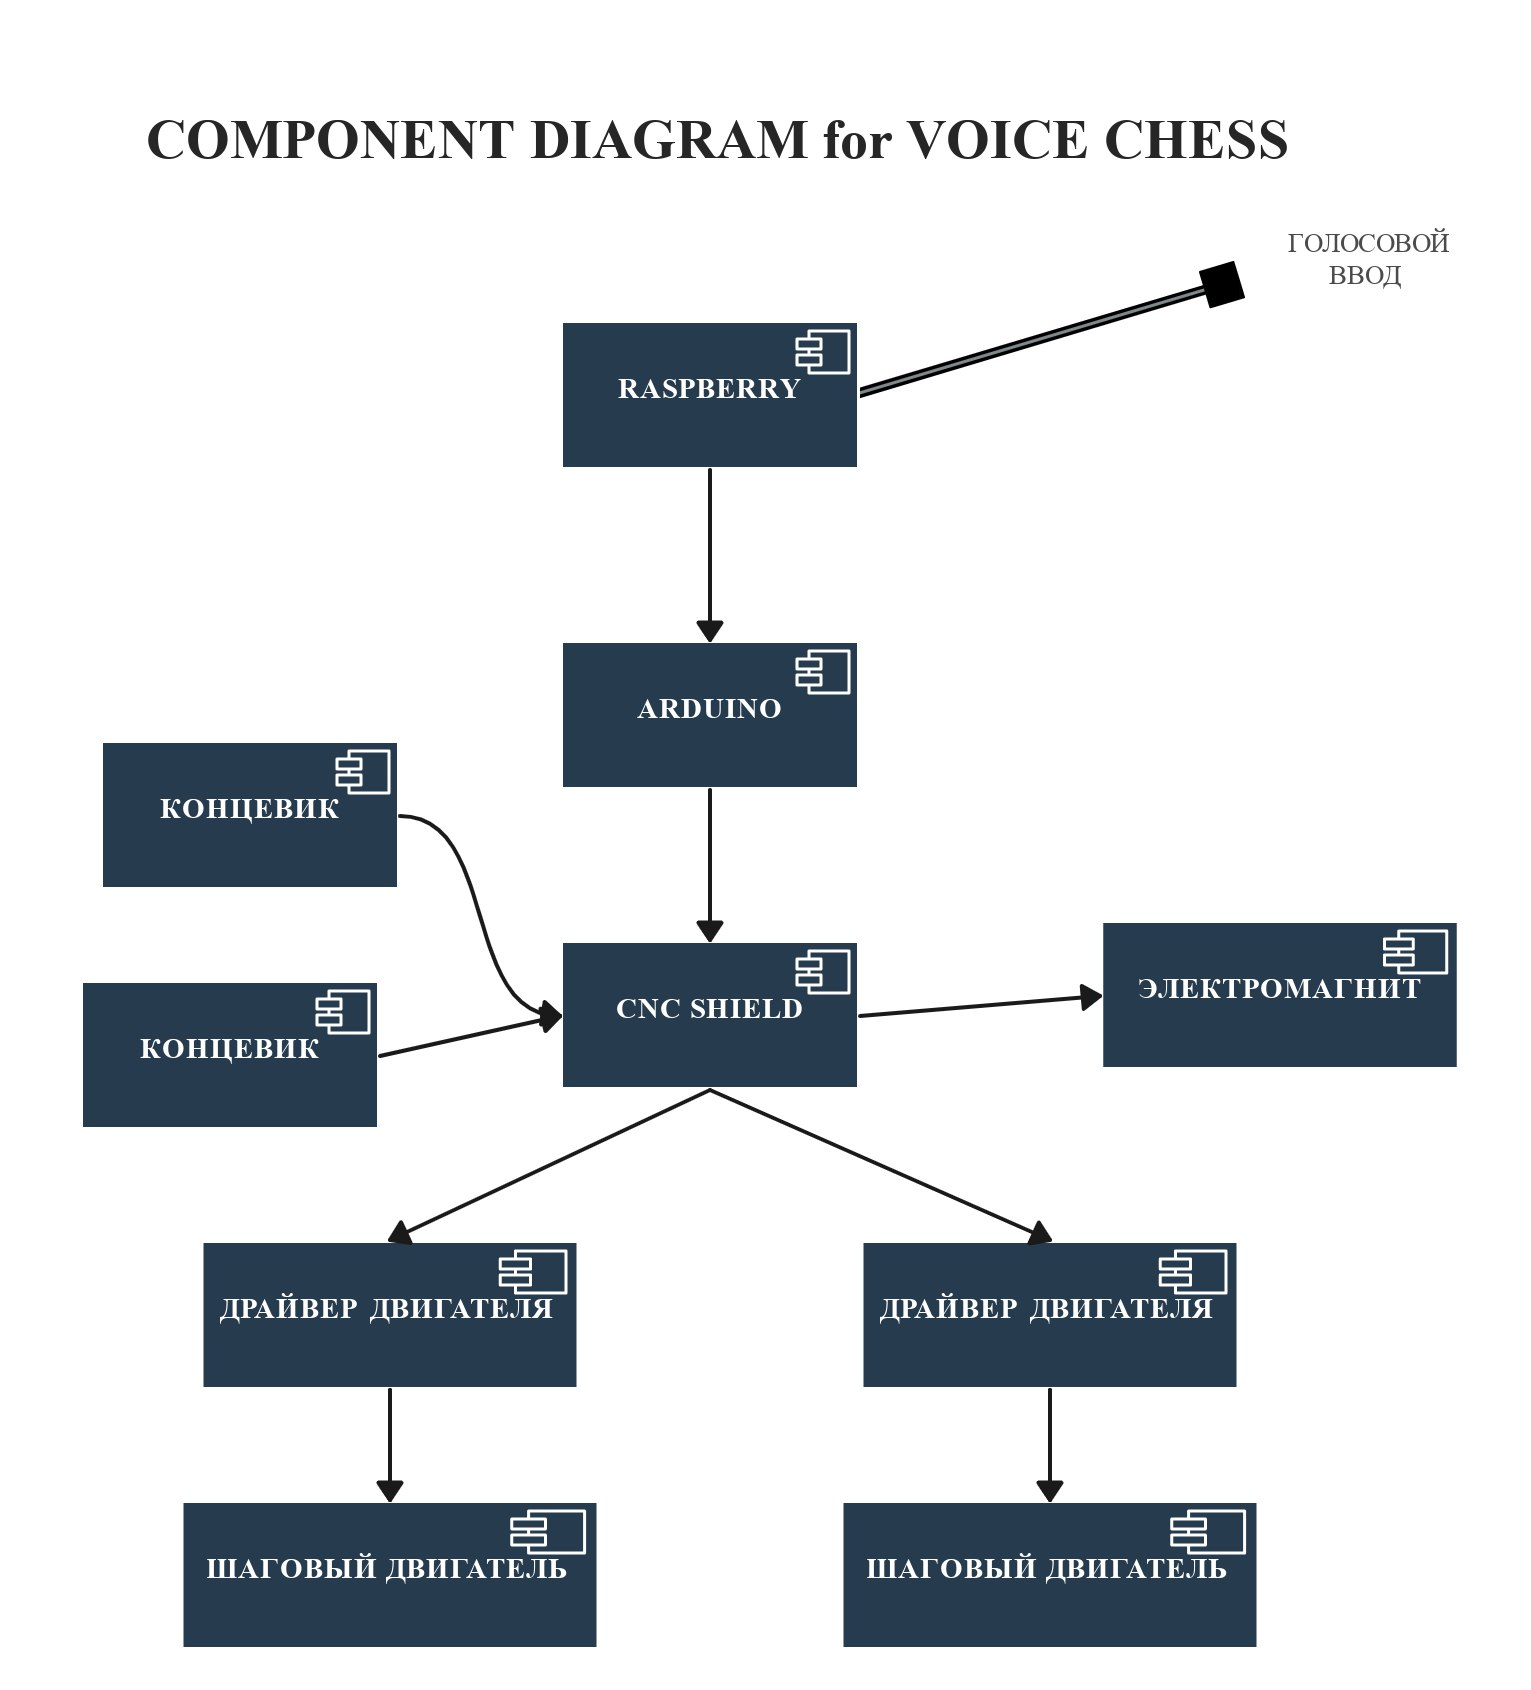 COMPONENT DIAGRAM for VOICE CHESS
ГОЛОСОВОЙ
ВВОД
RASPBERRY
ARDUINO
КОНЦЕВИК
КОНЦЕВИК
CNC SHIELD
ЭЛЕКТРОМАГНИТ
ДРАЙВЕР ДВИГАТЕЛЯ
ДРАЙВЕР ДВИГАТЕЛЯ
ШАГОВЫЙ ДВИГАТЕЛЬ
ШАГОВЫЙ ДВИГАТЕЛЬ